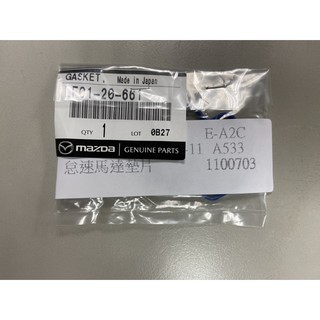 GASKET,
Made in Japan
QTY 1 LOT 0B27
mazda GENUINE PARTS
E-A2C
11 A533
怠速馬達墊片 1100703